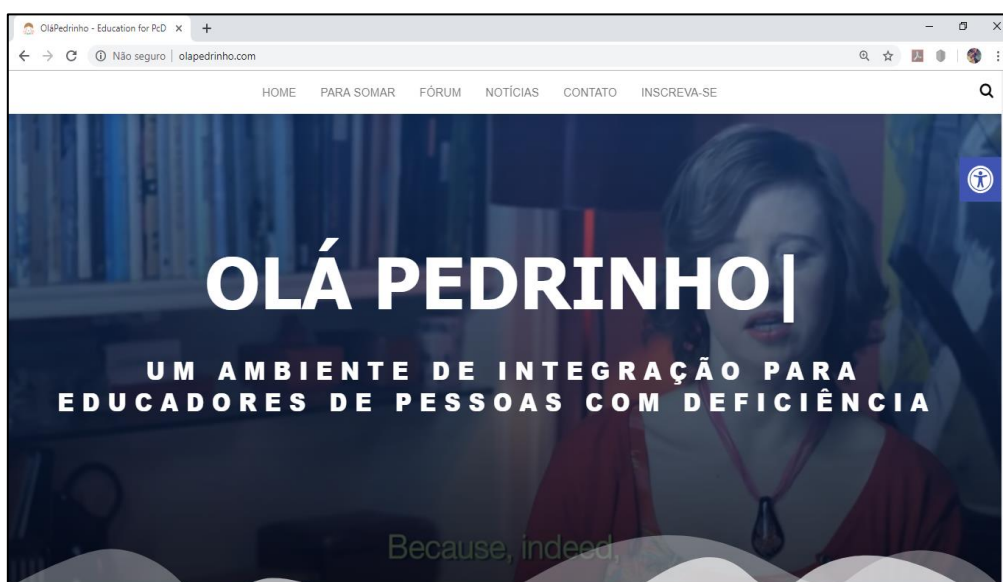 OláPedrinho - Education for PcD
Não seguro | olapedrinho.com
HOME PARA SOMAR FÓRUM NOTÍCIAS CONTATO INSCREVA-SE
OLÁ PEDRINHO|
UM AMBIENTE DE INTEGRAÇÃO PARA
EDUCADORES DE PESSOAS COM DEFICIÊNCIA
Because, indeed,